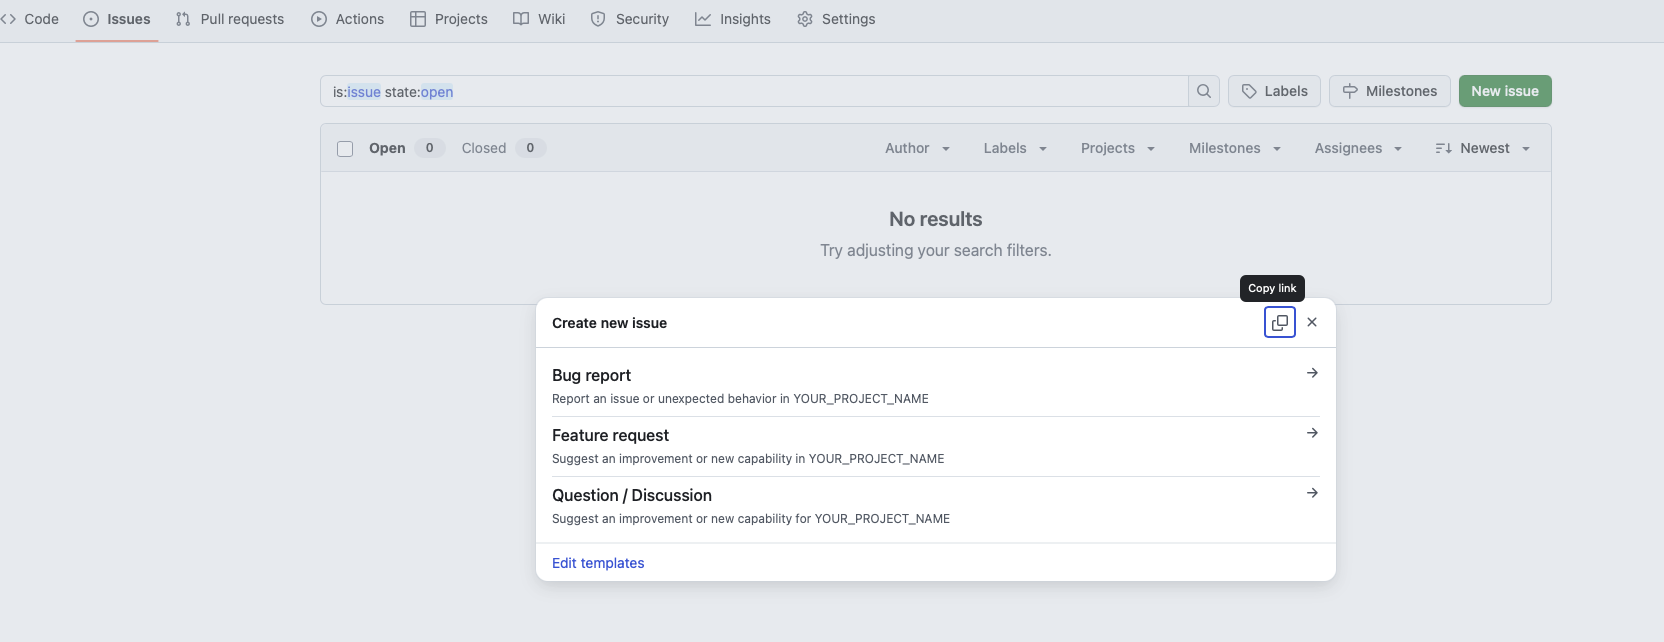 Code Issues Pull requests Actions Projects Wiki Security Insights Settings
is:issue state:open Labels Milestones New issue
Open 0 Closed 0 Author Labels Projects Milestones Assignees Newest
No results
Try adjusting your search filters.
Copy link
Create new issue
Bug report
Report an issue or unexpected behavior in YOUR_PROJECT_NAME
Feature request
Suggest an improvement or new capability in YOUR_PROJECT_NAME
Question / Discussion
Suggest an improvement or new capability for YOUR_PROJECT_NAME
Edit templates